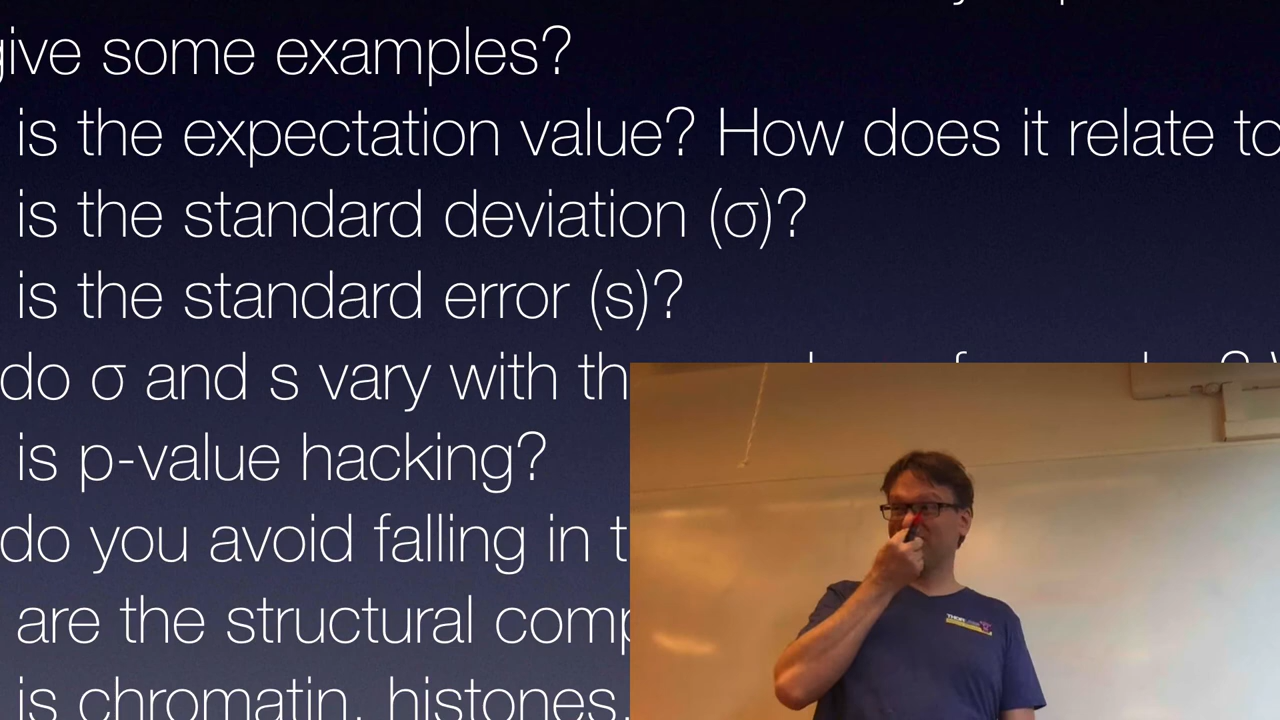 give some examples?
is the expectation value? How does it relate to
is the standard deviation (σ)?
is the standard error (s)?
do σ and s vary with th
is p-value hacking?
do you avoid falling in t
are the structural comp
is chromatin, histones,
THORLABS